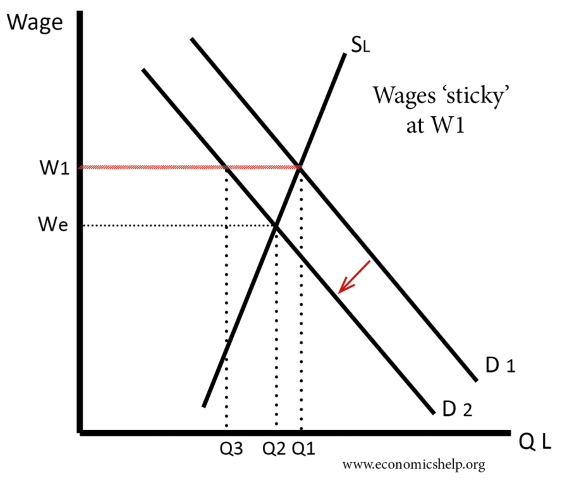 Wage
SL
Wages ‘sticky’
at W1
W1
We
D 1
D 2
Q3 Q2 Q1
Q L
www.economicshelp.org